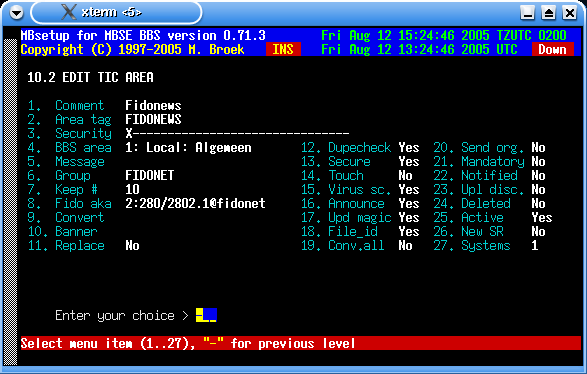 xterm <5>
MBsetup for MBSE BBS version 0.71.3 Fri Aug 12 15:24:46 2005 TZUTC 0200
Copyright (C) 1997-2005 M. Broek INS Fri Aug 12 13:24:46 2005 UTC Down
10.2 EDIT TIC AREA
1. Comment Fidonews
2. Area tag FIDONEWS
3. Security X-------------------------------
4. BBS area 1: Local: Algemeen 12. Dupecheck Yes 20. Send org. No
5. Message 13. Secure Yes 21. Mandatory No
6. Group FIDONET 14. Touch No 22. Notified No
7. Keep # 10 15. Virus sc. Yes 23. Upl disc. No
8. Fido aka 2:280/2802.1@fidonet 16. Announce Yes 24. Deleted No
9. Convert 17. Upd magic Yes 25. Active Yes
10. Banner 18. File_id Yes 26. New SR No
11. Replace No 19. Conv.all No 27. Systems 1
Enter your choice > -__
Select menu item (1..27), "-" for previous level